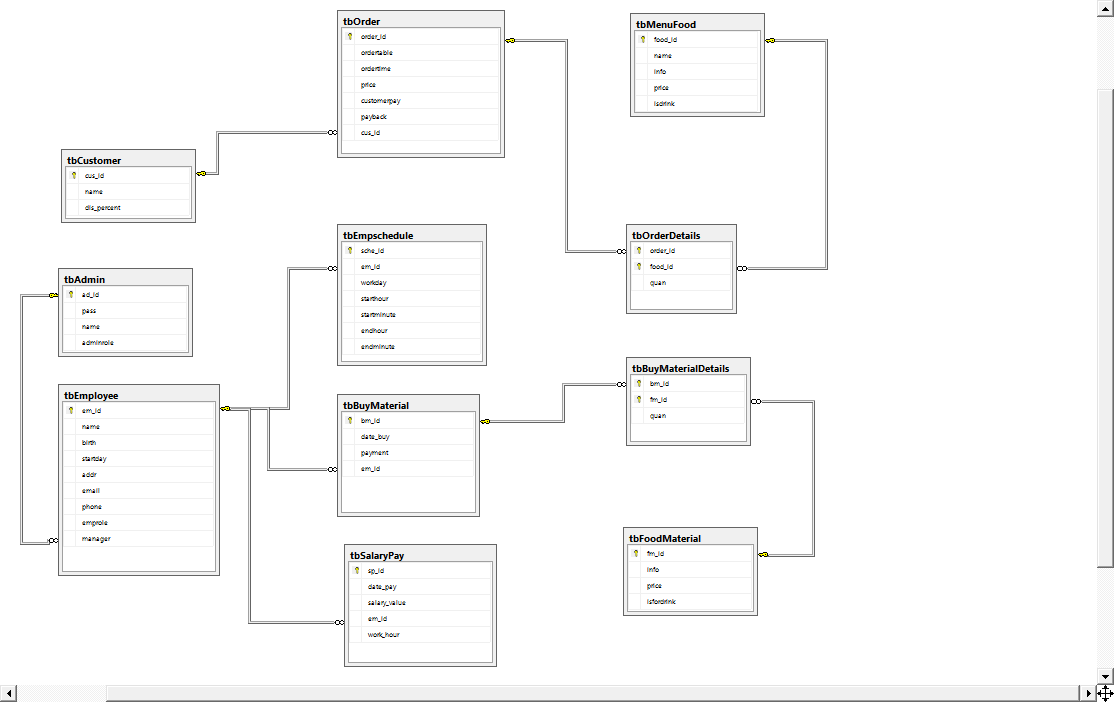 tbOrder
order_id
ordertable
ordertime
price
customerpay
payback
cus_id
tbMenuFood
food_id
name
info
price
isdrink
tbCustomer
cus_id
name
dis_percent
tbEmpschedule
sche_id
em_id
workday
starthour
startminute
endhour
endminute
tbOrderDetails
order_id
food_id
quan
tbAdmin
ad_id
pass
name
adminrole
tbEmployee
em_id
name
birth
startday
addr
email
phone
emprole
manager
tbBuyMaterial
bm_id
date_buy
payment
em_id
tbBuyMaterialDetails
bm_id
fm_id
quan
tbSalaryPay
sp_id
date_pay
salary_value
em_id
work_hour
tbFoodMaterial
fm_id
info
price
isfordrink